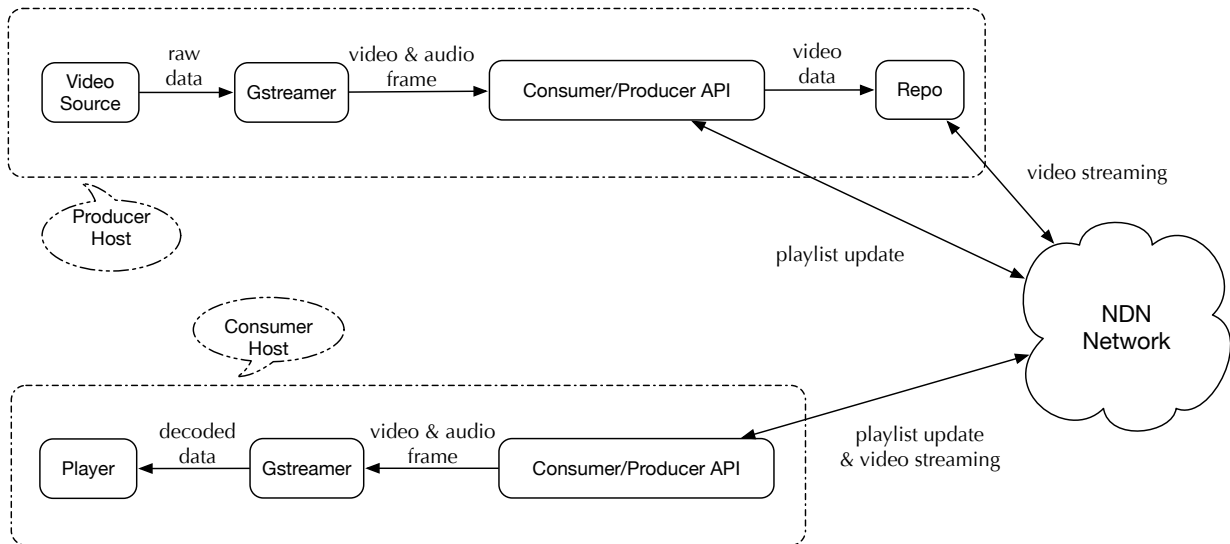 Video
Source
raw
data
Gstreamer
video & audio
frame
Consumer/Producer API
video
data
Repo
video streaming
Producer
Host
playlist update
NDN
Network
Consumer
Host
Player
decoded
data
Gstreamer
video & audio
frame
Consumer/Producer API
playlist update
& video streaming